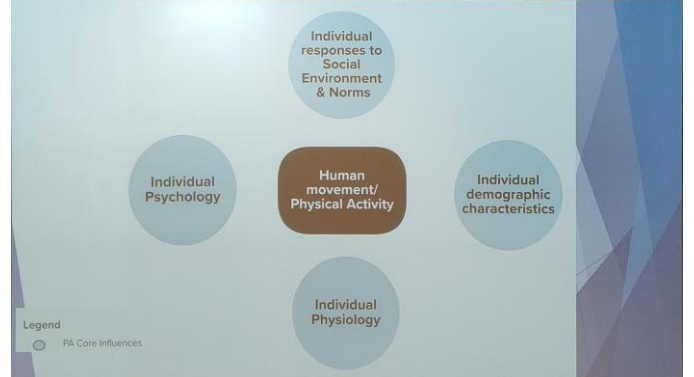 Individual
responses to
Social
Environment
& Norms
Individual
Psychology
Human
movement/
Physical Activity
Individual
demographic
characteristics
Individual
Physiology
Legend
PA Core Influences